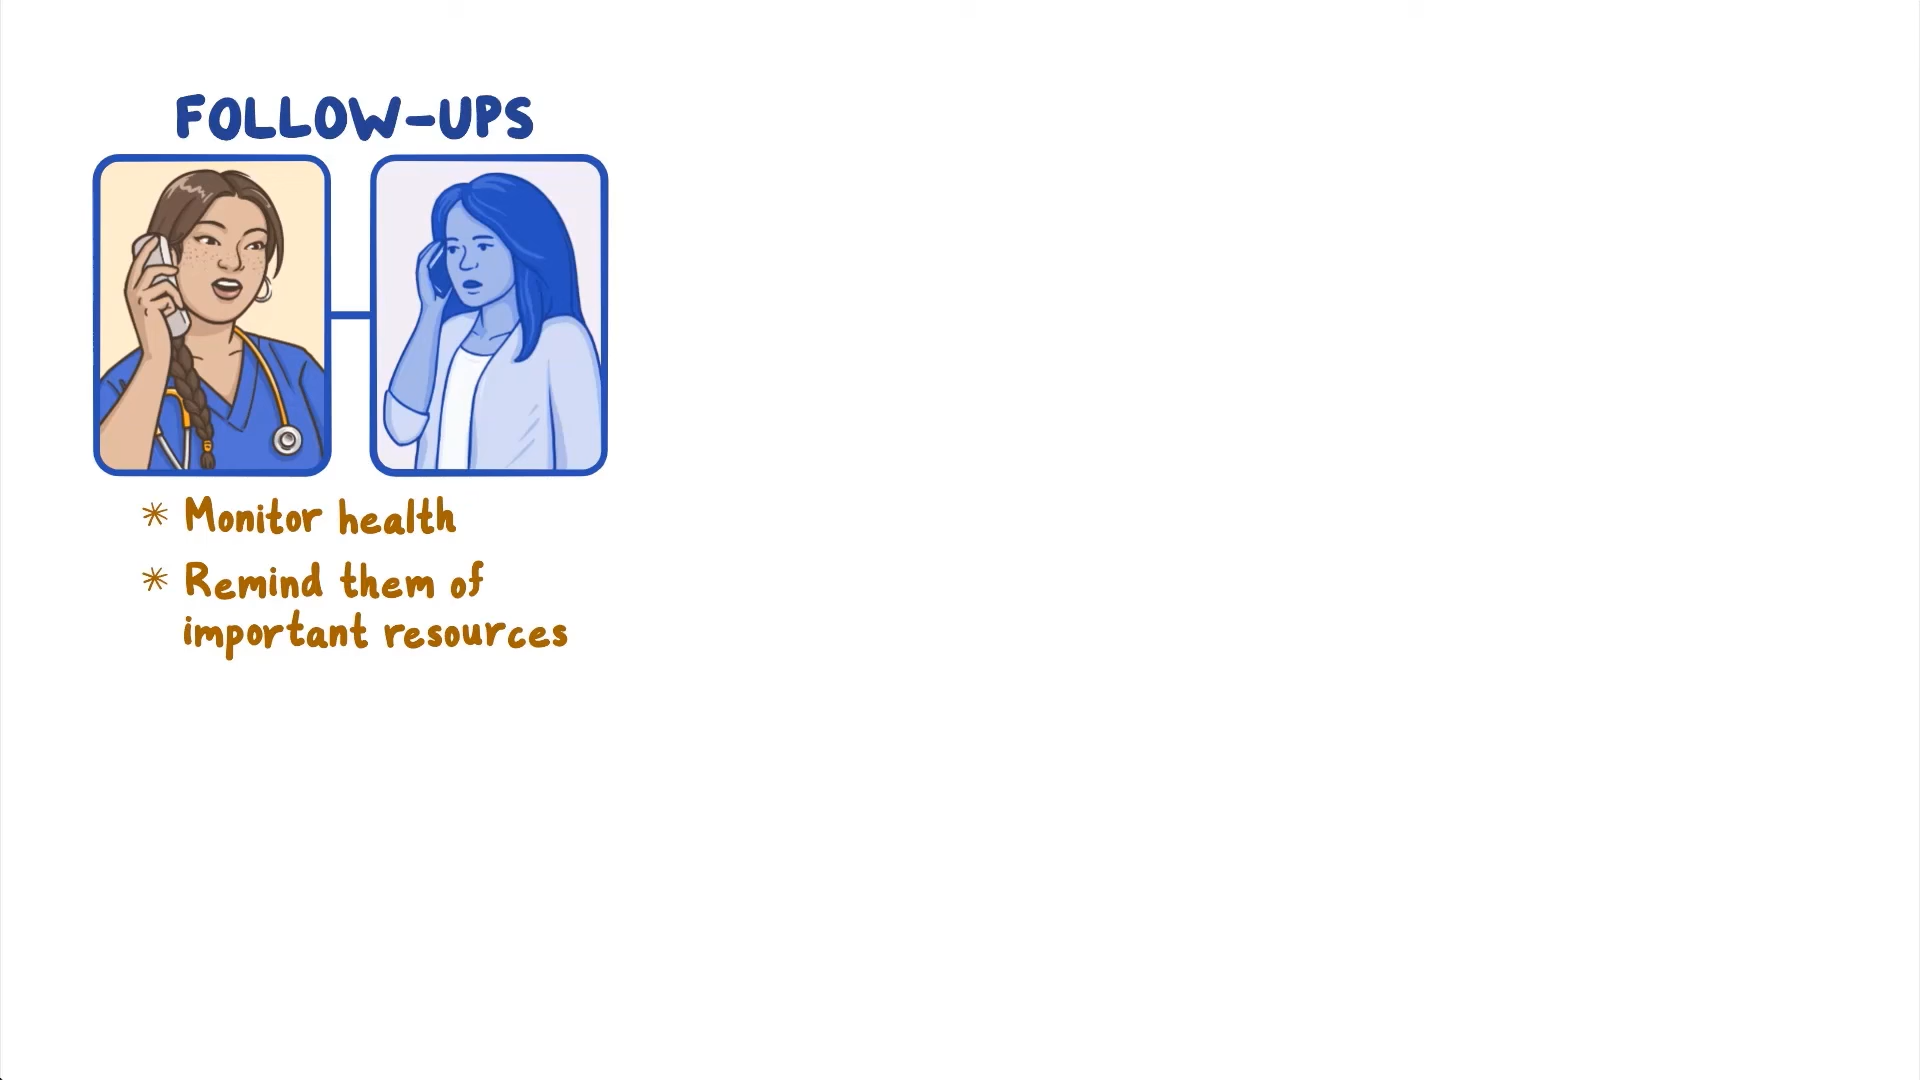 FOLLOW-UPS
* Monitor health
* Remind them of
important resources